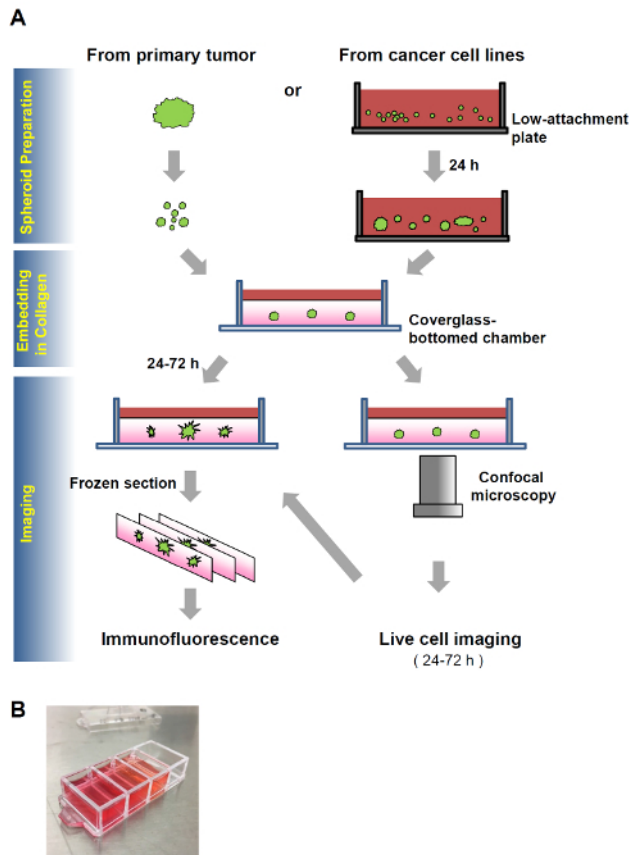 A
From primary tumor
or
From cancer cell lines
Spheroid Preparation
Low-attachment
plate
24 h
Embedding
in Collagen
Coverglass-
bottomed chamber
24-72 h
Imaging
Frozen section
Confocal
microscopy
Immunofluorescence
Live cell imaging
( 24-72 h )
B